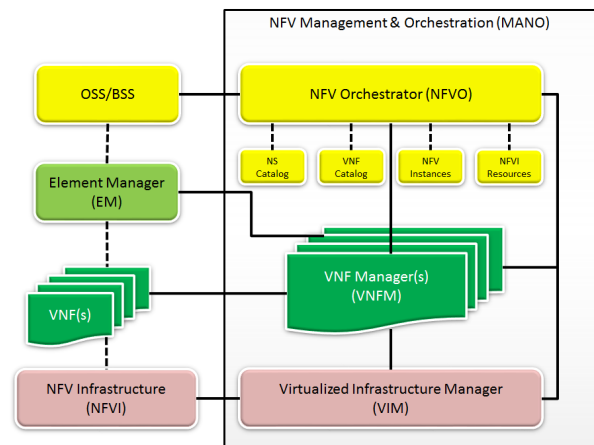 NFV Management & Orchestration (MANO)
OSS/BSS
NFV Orchestrator (NFVO)
NS
Catalog
VNF
Catalog
NFV
Instances
NFVI
Resources
Element Manager
(EM)
VNF Manager(s)
(VNFM)
VNF(s)
NFV Infrastructure
(NFVI)
Virtualized Infrastructure Manager
(VIM)